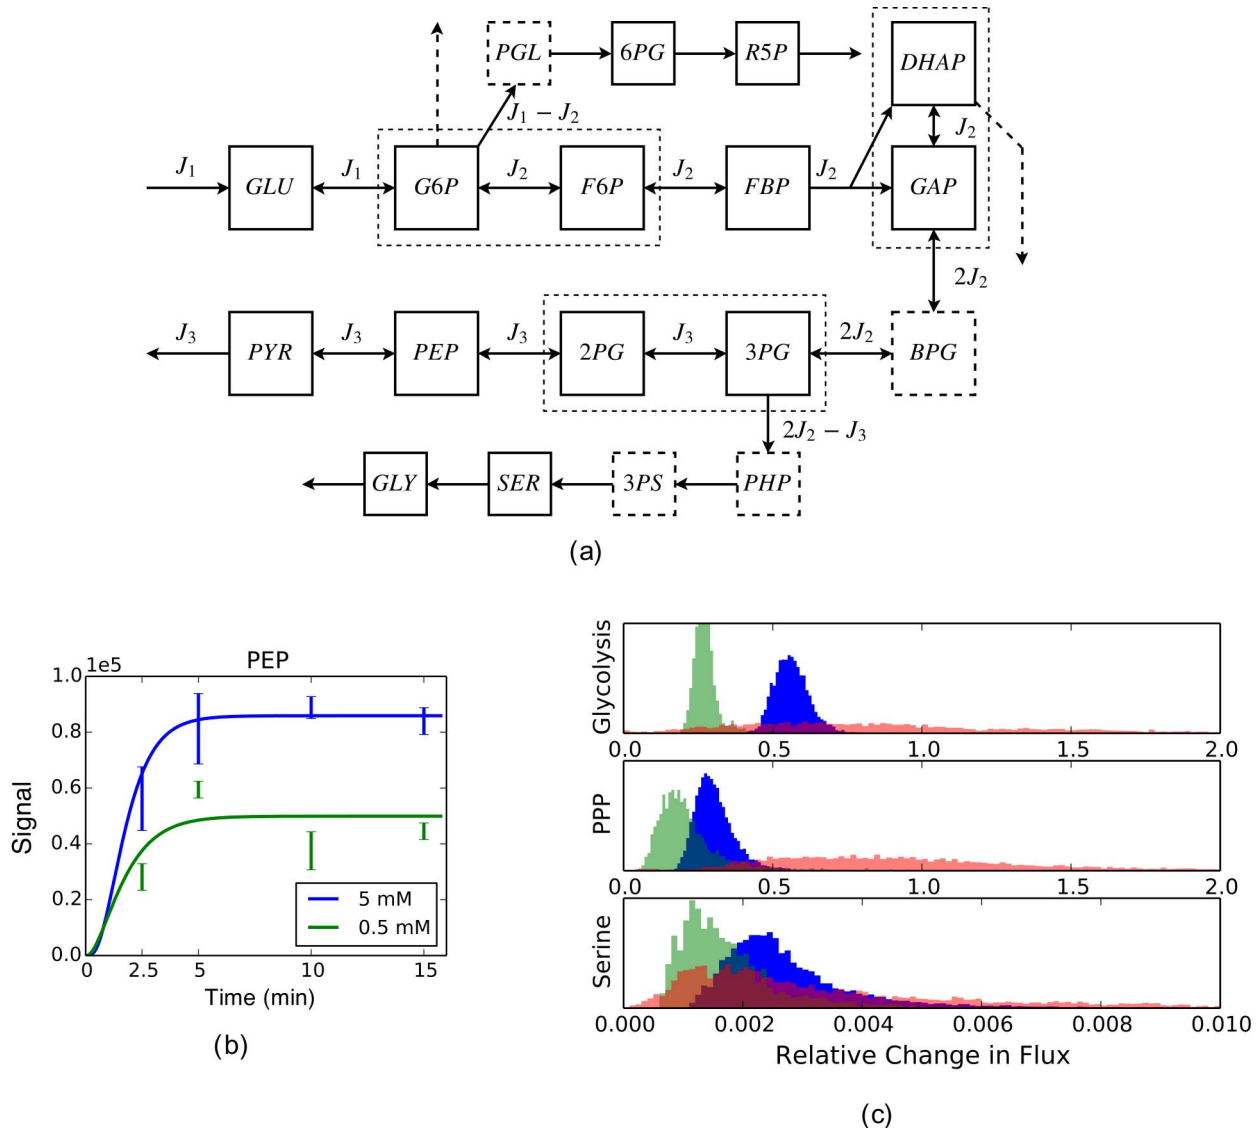 PGL 6PG R5P DHAP
J₁ − J₂
J₁ GLU J₁ G6P J₂ F6P J₂ FBP J₂ GAP J₂
2J₂
J₃ PYR J₃ PEP J₃ 2PG J₃ 3PG 2J₂ BPG
2J₂ − J₃
GLY SER 3PS PHP
(a)
PEP
1e5
1.0
0.8
0.6
0.4
0.2
0.0
Signal
5 mM
0.5 mM
0 2.5 5 10 15
Time (min)
(b)
Glycolysis
0.0 0.5 1.0 1.5 2.0
PPP
0.0 0.5 1.0 1.5 2.0
Serine
0.000 0.002 0.004 0.006 0.008 0.010
Relative Change in Flux
(c)